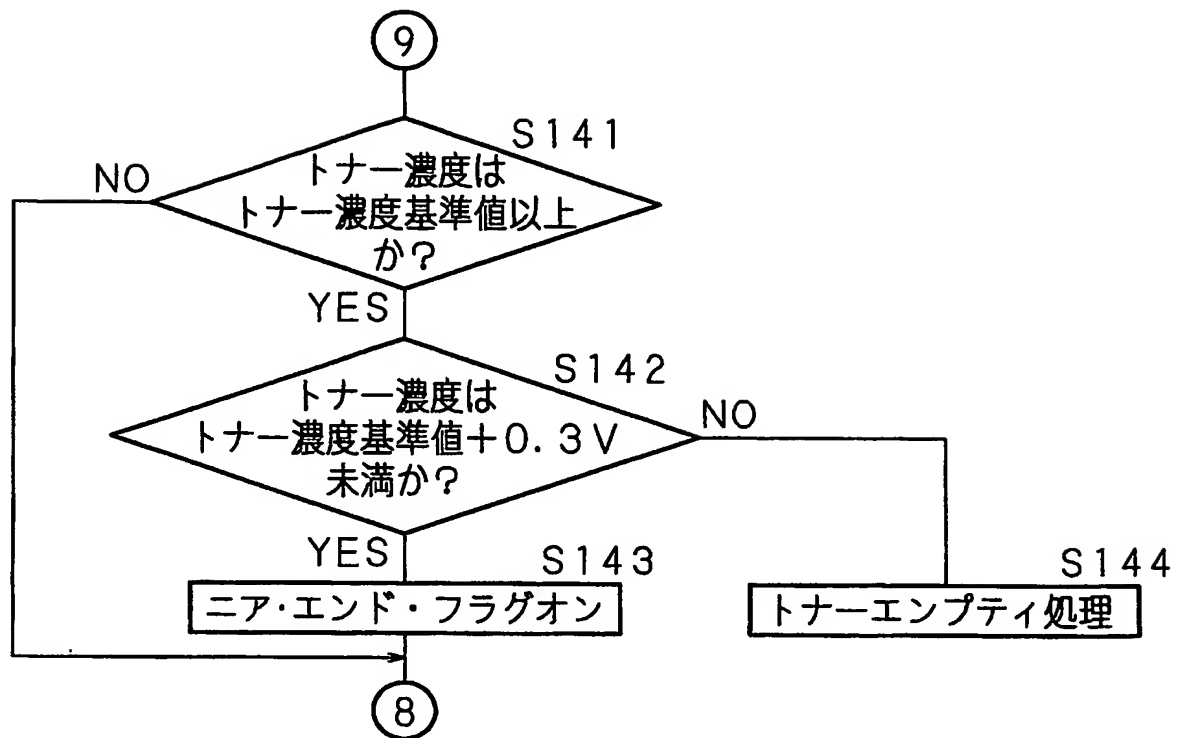 9
S141
NO
トナー濃度は
トナー濃度基準値以上
か?
YES
S142
トナー濃度は
トナー濃度基準値+0.3V
未満か?
NO
YES
S143
ニア・エンド・フラグオン
S144
トナーエンプティ処理
8